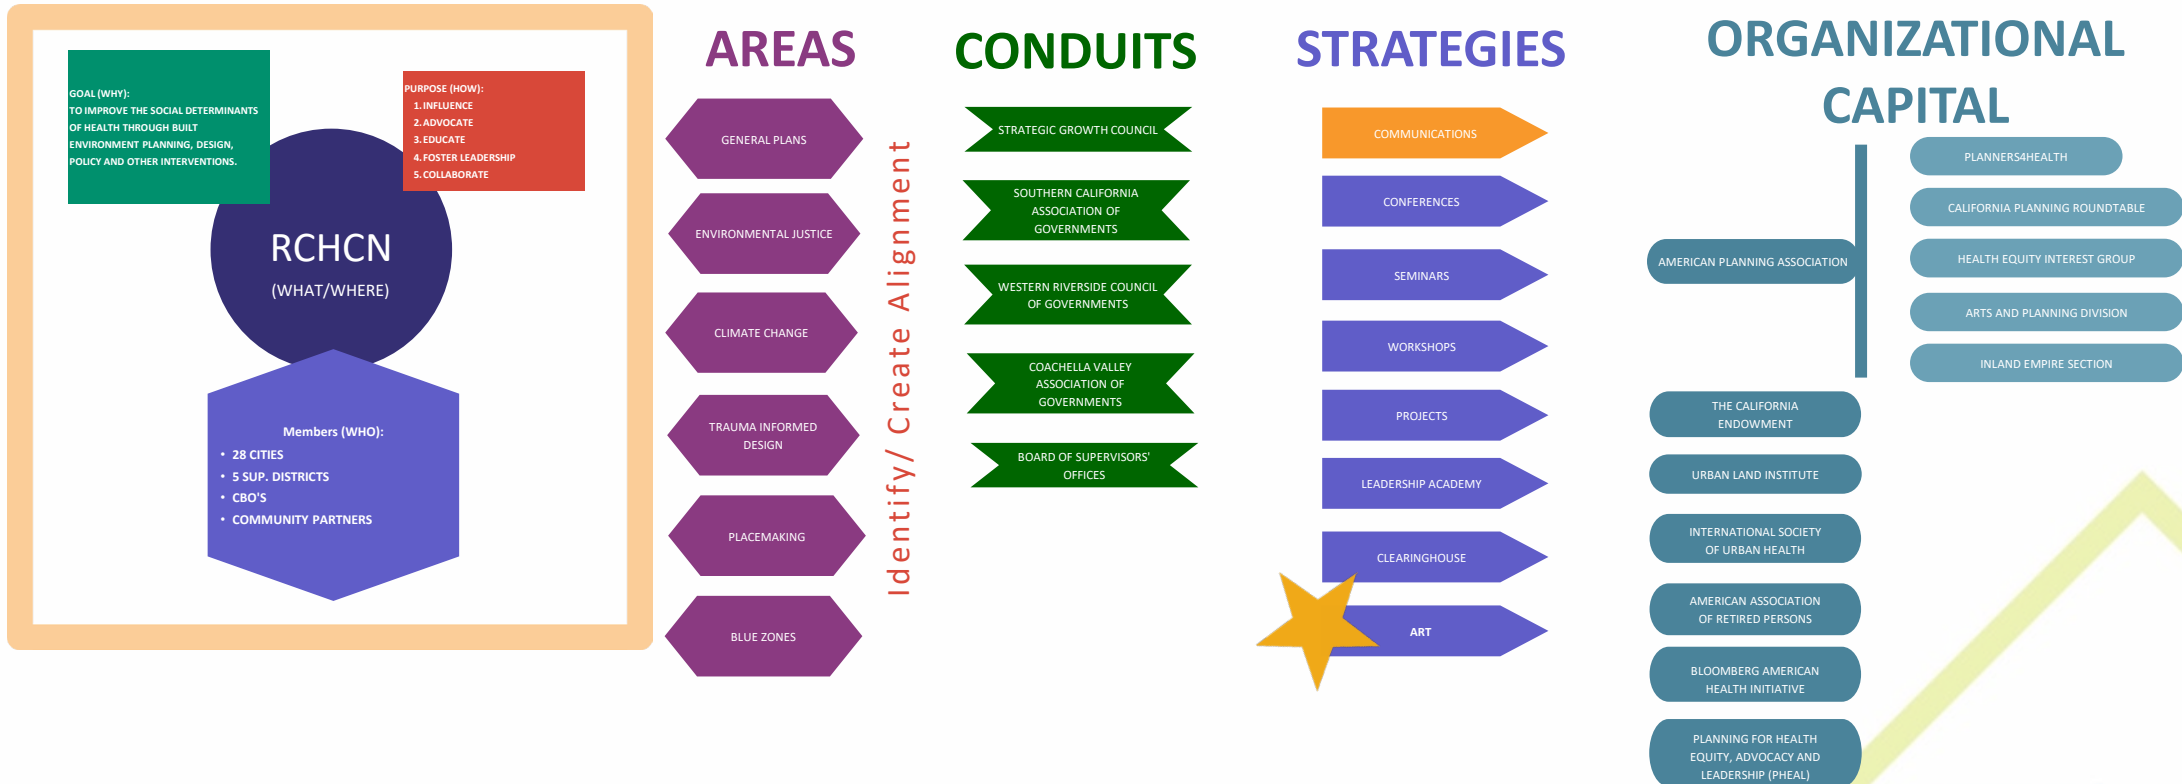 GOAL (WHY):
TO IMPROVE THE SOCIAL DETERMINANTS
OF HEALTH THROUGH BUILT
ENVIRONMENT PLANNING, DESIGN,
POLICY AND OTHER INTERVENTIONS.
PURPOSE (HOW):
1. INFLUENCE
2. ADVOCATE
3. EDUCATE
4. FOSTER LEADERSHIP
5. COLLABORATE
RCHCN
(WHAT/WHERE)
Members (WHO):
• 28 CITIES
• 5 SUP. DISTRICTS
• CBO'S
• COMMUNITY PARTNERS
AREAS
GENERAL PLANS
ENVIRONMENTAL JUSTICE
CLIMATE CHANGE
TRAUMA INFORMED
DESIGN
PLACEMAKING
BLUE ZONES
Identify/ Create Alignment
CONDUITS
STRATEGIC GROWTH COUNCIL
SOUTHERN CALIFORNIA
ASSOCIATION OF
GOVERNMENTS
WESTERN RIVERSIDE COUNCIL
OF GOVERNMENTS
COACHELLA VALLEY
ASSOCIATION OF
GOVERNMENTS
BOARD OF SUPERVISORS'
OFFICES
STRATEGIES
COMMUNICATIONS
CONFERENCES
SEMINARS
WORKSHOPS
PROJECTS
LEADERSHIP ACADEMY
CLEARINGHOUSE
ART
ORGANIZATIONAL
CAPITAL
AMERICAN PLANNING ASSOCIATION
PLANNERS4HEALTH
CALIFORNIA PLANNING ROUNDTABLE
HEALTH EQUITY INTEREST GROUP
ARTS AND PLANNING DIVISION
INLAND EMPIRE SECTION
THE CALIFORNIA
ENDOWMENT
URBAN LAND INSTITUTE
INTERNATIONAL SOCIETY
OF URBAN HEALTH
AMERICAN ASSOCIATION
OF RETIRED PERSONS
BLOOMBERG AMERICAN
HEALTH INITIATIVE
PLANNING FOR HEALTH
EQUITY, ADVOCACY AND
LEADERSHIP (PHEAL)